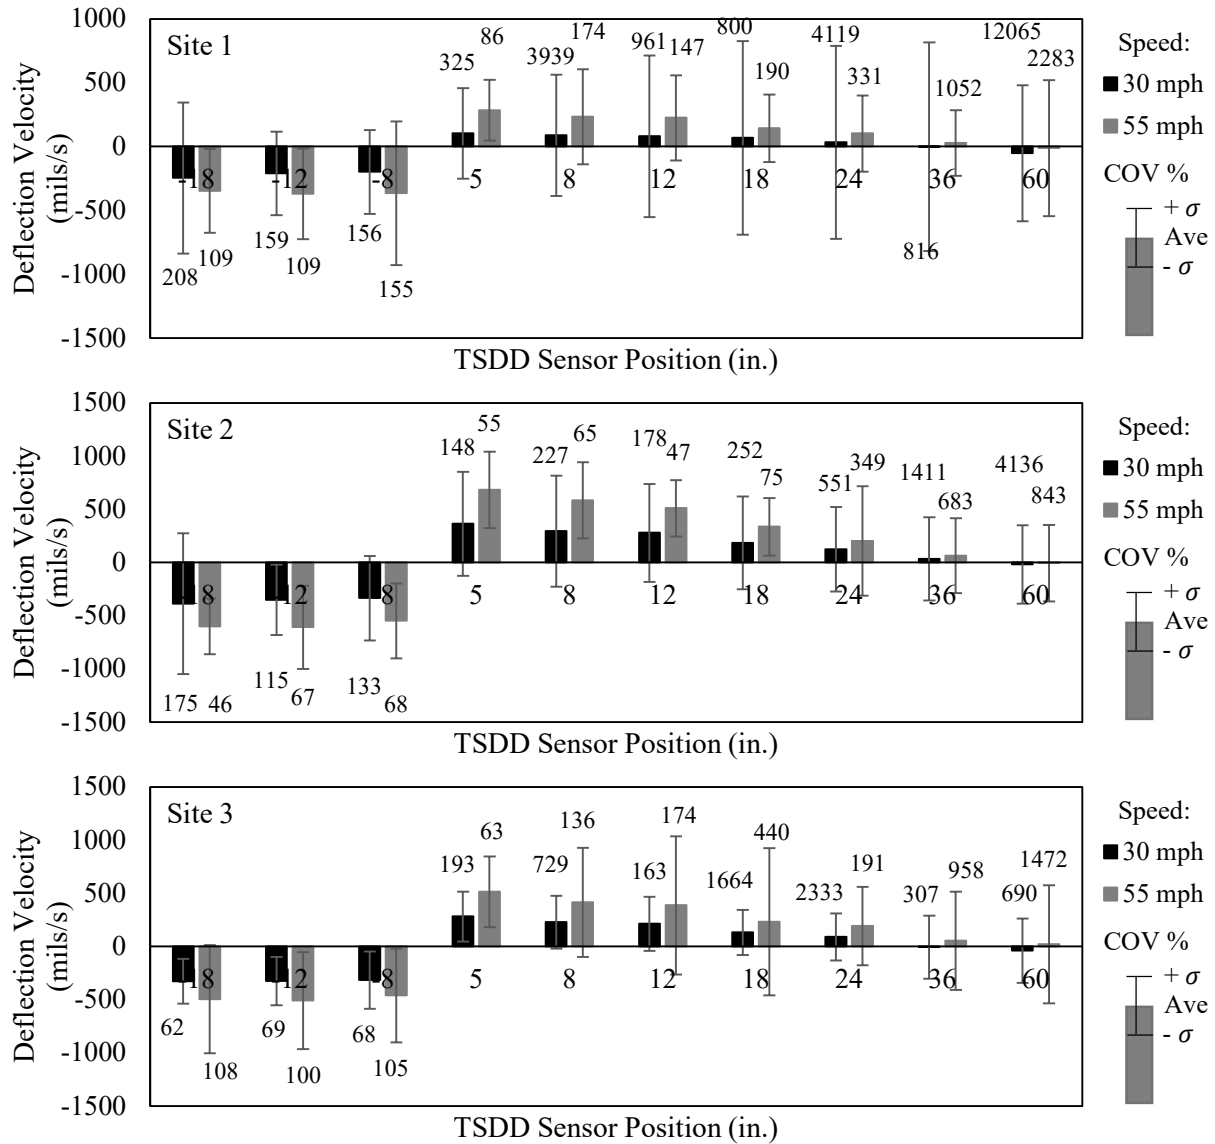 1000
500
0
-500
-1000
-1500
Deflection Velocity
(mils/s)
Site 1
325 86 3939 174 961 147 800 190 4119 331 1052 12065 2283
-18 -12 -8 5 8 12 18 24 36 60
208 109 159 109 156 155 816
TSDD Sensor Position (in.)
Speed:
30 mph
55 mph
COV %
+ σ
Ave
- σ
1500
1000
500
0
-500
-1000
-1500
Deflection Velocity
(mils/s)
Site 2
148 55 227 65 178 47 252 75 551 349 1411 683 4136 843
-18 -12 -8 5 8 12 18 24 36 60
175 46 115 67 133 68
TSDD Sensor Position (in.)
Speed:
30 mph
55 mph
COV %
+ σ
Ave
- σ
1500
1000
500
0
-500
-1000
-1500
Deflection Velocity
(mils/s)
Site 3
193 63 729 136 163 174 1664 440 2333 191 307 958 690 1472
-18 -12 -8 5 8 12 18 24 36 60
62 108 69 100 68 105
TSDD Sensor Position (in.)
Speed:
30 mph
55 mph
COV %
+ σ
Ave
- σ